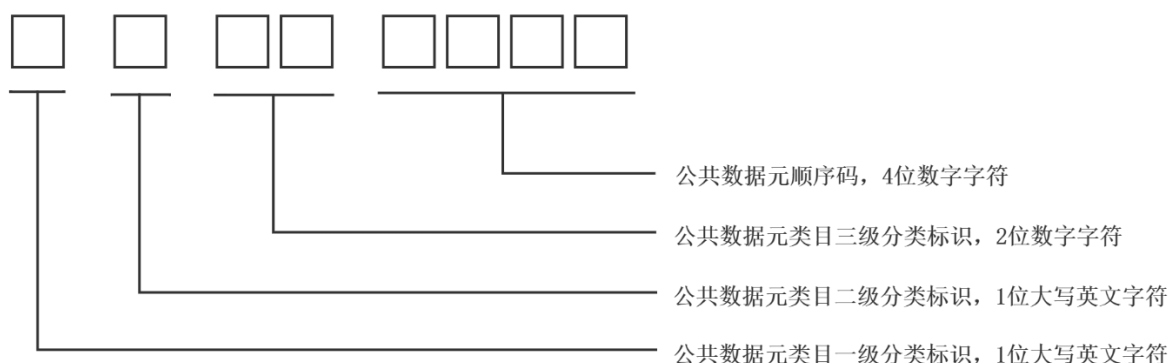 公共数据元顺序码，4位数字字符
公共数据元类目三级分类标识，2位数字字符
公共数据元类目二级分类标识，1位大写英文字符
公共数据元类目一级分类标识，1位大写英文字符